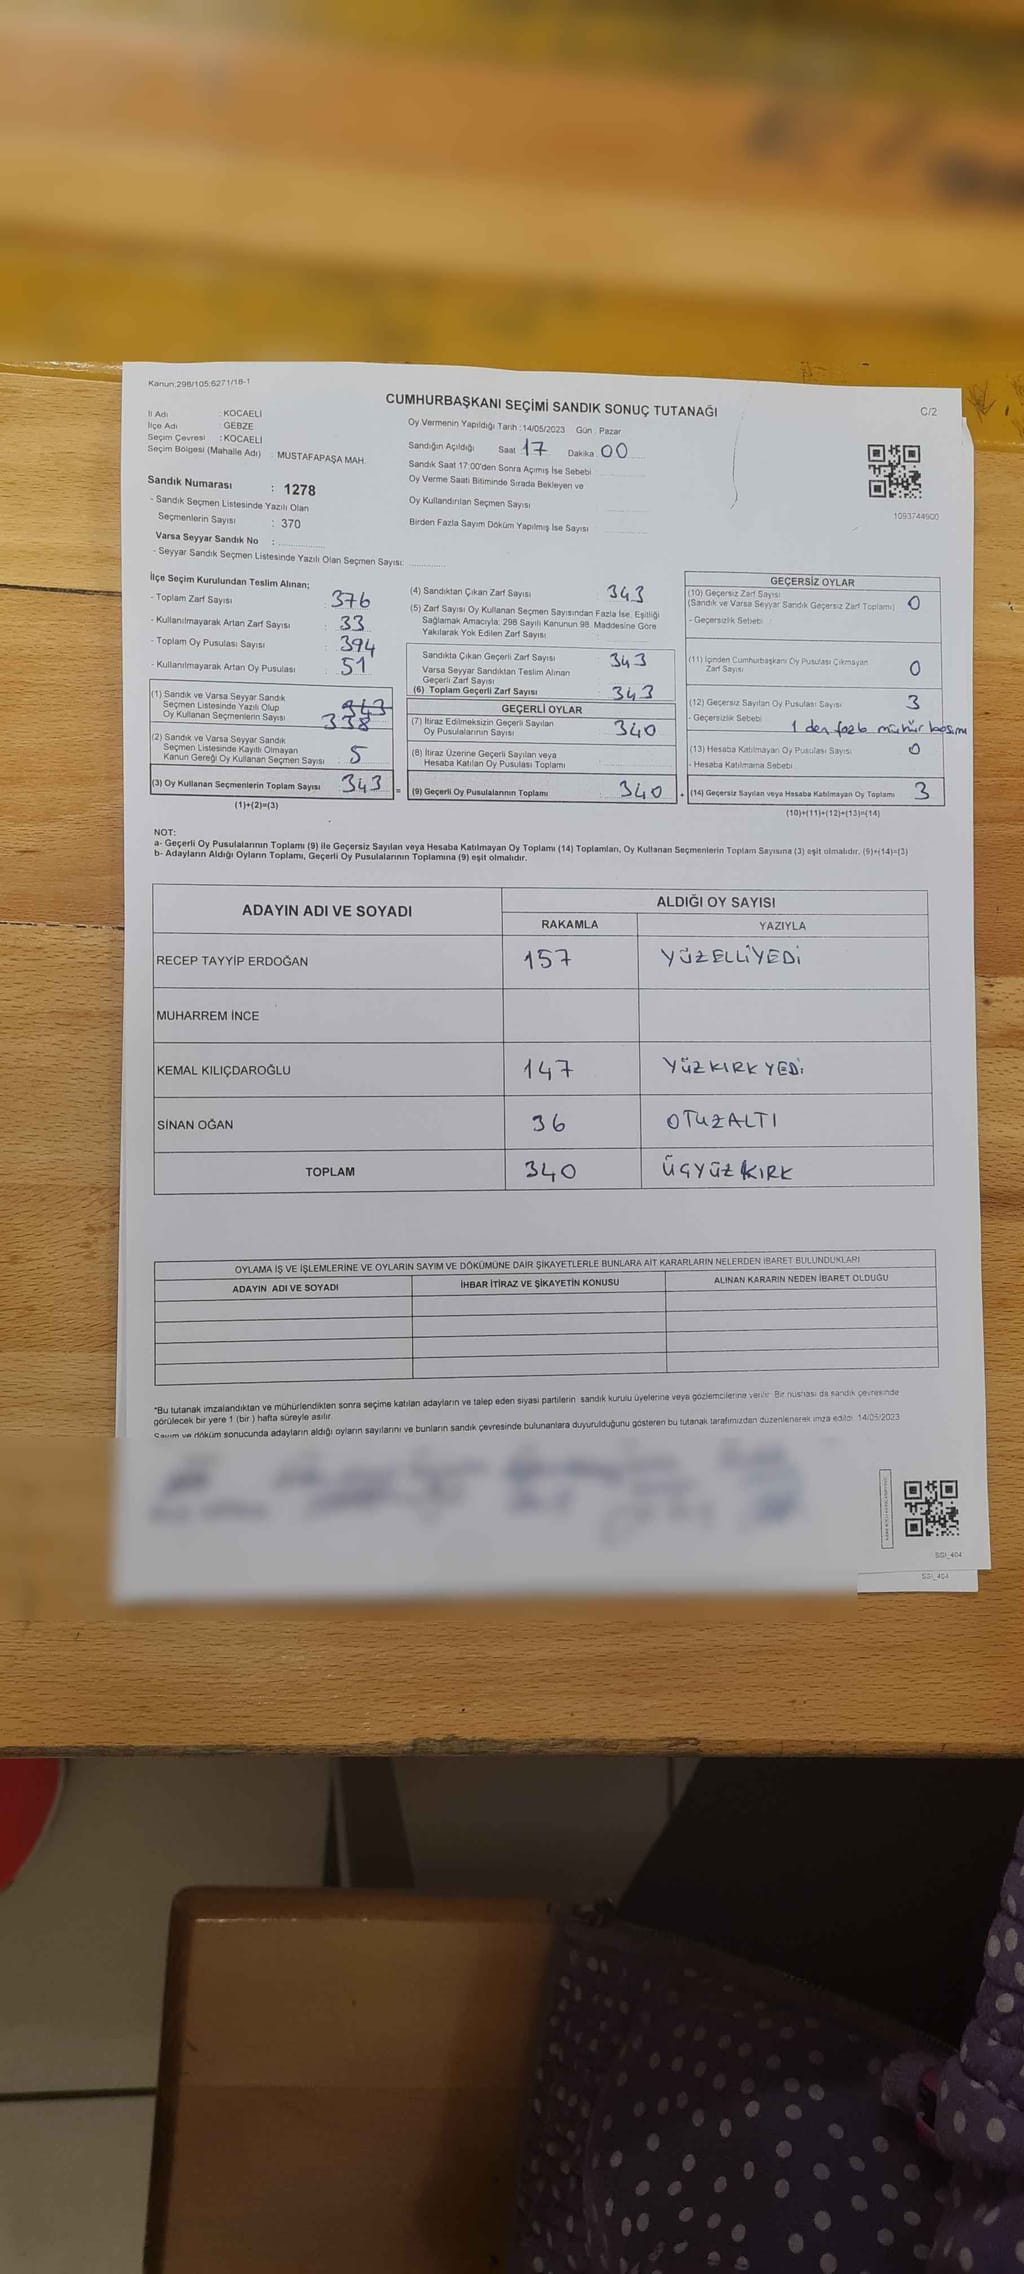 Kanun:298/105;6271/18-1
CUMHURBAŞKANI SEÇİMİ SANDIK SONUÇ TUTANAĞI
C/2
İl Adı : KOCAELİ
İlçe Adı : GEBZE
Seçim Çevresi : KOCAELİ
Seçim Bölgesi (Mahalle Adı) : MUSTAFAPAŞA MAH.
Sandık Numarası : 1278
- Sandık Seçmen Listesinde Yazılı Olan
Seçmenlerin Sayısı : 370
Varsa Seyyar Sandık No :
- Seyyar Sandık Seçmen Listesinde Yazılı Olan Seçmen Sayısı:
Oy Vermenin Yapıldığı Tarih :14/05/2023 Gün : Pazar
Sandığın Açıldığı Saat 17 Dakika: 00
Sandık Saat 17:00'den Sonra Açımış İse Sebebi
Oy Verme Saati Bitiminde Sırada Bekleyen ve
Oy Kullandırılan Seçmen Sayısı
Birden Fazla Sayım Döküm Yapılmış İse Sayısı
1093744900
İlçe Seçim Kurulundan Teslim Alınan;
- Toplam Zarf Sayısı : 376
- Kullanılmayarak Artan Zarf Sayısı : 33
- Toplam Oy Pusulası Sayısı : 394
- Kullanılmayarak Artan Oy Pusulası : 51
(1) Sandık ve Varsa Seyyar Sandık
Seçmen Listesinde Yazılı Olup
Oy Kullanan Seçmenlerin Sayısı 343 338
(2) Sandık ve Varsa Seyyar Sandık
Seçmen Listesinde Kayıtlı Olmayan
Kanun Gereği Oy Kullanan Seçmen Sayısı : 5
(3) Oy Kullanan Seçmenlerin Toplam Sayısı : 343 =
(1)+(2)=(3)
(4) Sandıktan Çıkan Zarf Sayısı : 343
(5) Zarf Sayısı Oy Kullanan Seçmen Sayısından Fazla İse, Eşitliği
Sağlamak Amacıyla; 298 Sayılı Kanunun 98. Maddesine Göre
Yakılarak Yok Edilen Zarf Sayısı
Sandıkta Çıkan Geçerli Zarf Sayısı : 343
Varsa Seyyar Sandıktan Teslim Alınan
Geçerli Zarf Sayısı
(6) Toplam Geçerli Zarf Sayısı : 343
GEÇERLİ OYLAR
(7) İtiraz Edilmeksizin Geçerli Sayılan
Oy Pusulalarının Sayısı : 340
(8) İtiraz Üzerine Geçerli Sayılan veya
Hesaba Katılan Oy Pusulası Toplamı
(9) Geçerli Oy Pusulalarının Toplamı : 340 +
GEÇERSİZ OYLAR
(10) Geçersiz Zarf Sayısı
(Sandık ve Varsa Seyyar Sandık Geçersiz Zarf Toplamı) : 0
- Geçersizlik Sebebi
(11) İçinden Cumhurbaşkanı Oy Pusulası Çıkmayan
Zarf Sayısı 0
(12) Geçersiz Sayılan Oy Pusulası Sayısı : 3
- Geçersizlik Sebebi 1 den fazla mühür basımı
(13) Hesaba Katılmayan Oy Pusulası Sayısı : 0
- Hesaba Katılmama Sebebi
(14) Geçersiz Sayılan veya Hesaba Katılmayan Oy Toplamı : 3
(10)+(11)+(12)+(13)=(14)
NOT:
a- Geçerli Oy Pusulalarının Toplamı (9) ile Geçersiz Sayılan veya Hesaba Katılmayan Oy Toplamı (14) Toplamları, Oy Kullanan Seçmenlerin Toplam Sayısına (3) eşit olmalıdır. (9)+(14)=(3)
b- Adayların Aldığı Oyların Toplamı, Geçerli Oy Pusulalarının Toplamına (9) eşit olmalıdır.
ADAYIN ADI VE SOYADI ALDIĞI OY SAYISI
RAKAMLA YAZIYLA
RECEP TAYYİP ERDOĞAN 157 YÜZELLİYEDİ
MUHARREM İNCE
KEMAL KILIÇDAROĞLU 147 YÜZKIRKYEDİ
SİNAN OĞAN 36 OTUZALTI
TOPLAM 340 ÜÇYÜZKIRK
OYLAMA İŞ VE İŞLEMLERİNE VE OYLARIN SAYIM VE DÖKÜMÜNE DAİR ŞİKAYETLERLE BUNLARA AİT KARARLARIN NELERDEN İBARET BULUNDUKLARI
ADAYIN ADI VE SOYADI İHBAR İTİRAZ VE ŞİKAYETİN KONUSU ALINAN KARARIN NEDEN İBARET OLDUĞU
*Bu tutanak imzalandıktan ve mühürlendikten sonra seçime katılan adayların ve talep eden siyasi partilerin sandık kurulu üyelerine veya gözlemcilerine verilir. Bir nushası da sandık çevresinde
görülecek bir yere 1 (bir) hafta süreyle asılır.
Sayım ve döküm sonucunda adayların aldığı oyların sayılarını ve bunların sandık çevresinde bulunanlara duyurulduğunu gösteren bu tutanak tarafımızdan düzenlenerek imza edildi. 14/05/2023
SSI_404
SSI_404